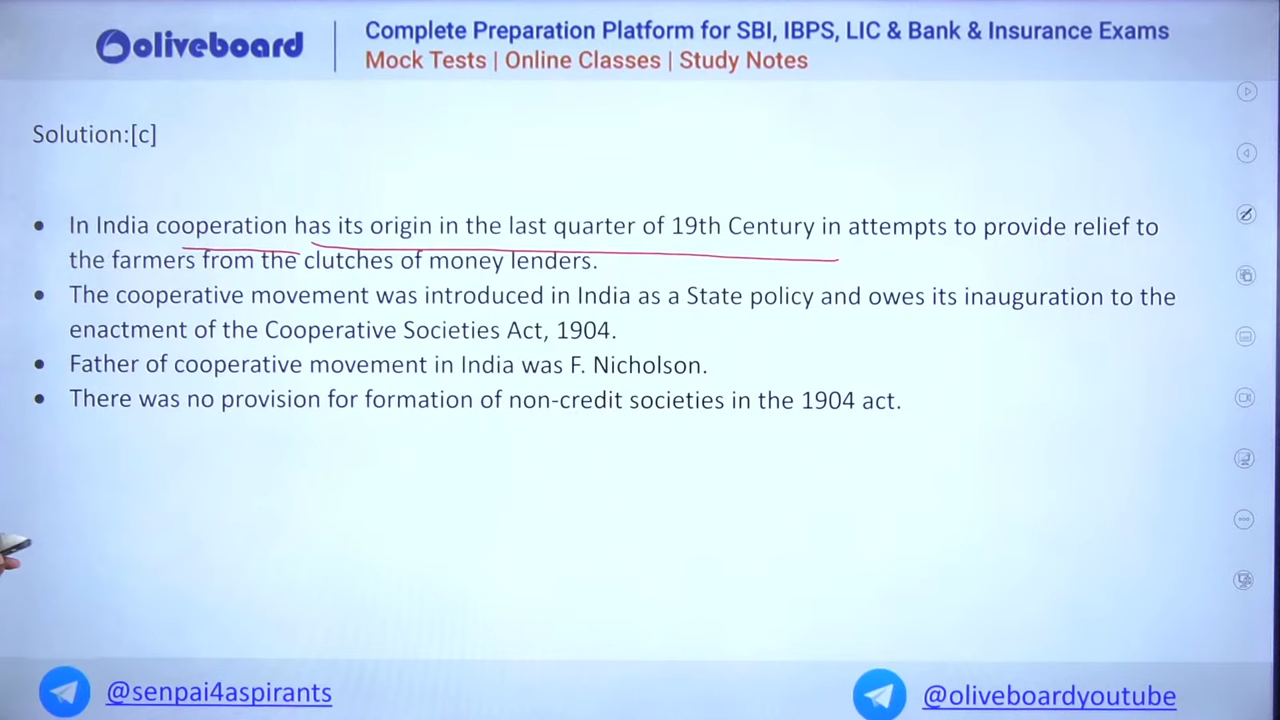 oliveboard
Complete Preparation Platform for SBI, IBPS, LIC & Bank & Insurance Exams
Mock Tests | Online Classes | Study Notes
Solution:[c]
• In India cooperation has its origin in the last quarter of 19th Century in attempts to provide relief to
the farmers from the clutches of money lenders.
• The cooperative movement was introduced in India as a State policy and owes its inauguration to the
enactment of the Cooperative Societies Act, 1904.
• Father of cooperative movement in India was F. Nicholson.
• There was no provision for formation of non-credit societies in the 1904 act.
@senpai4aspirants
@oliveboardyoutube